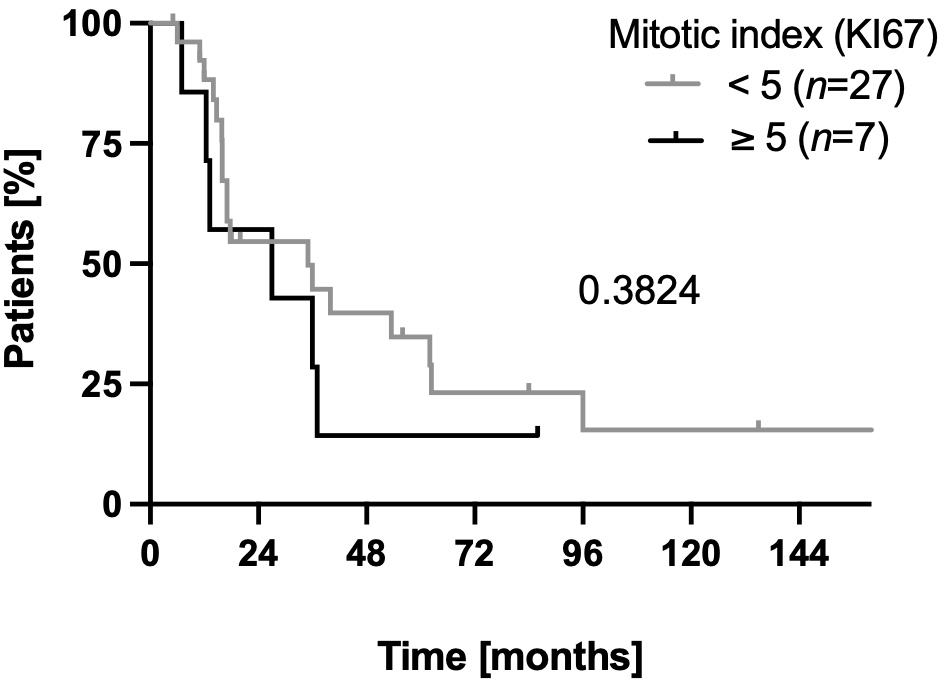 Mitotic index (KI67)
< 5 (n=27)
≥ 5 (n=7)
Patients [%]
100
75
50
25
0
0.3824
0 24 48 72 96 120 144
Time [months]